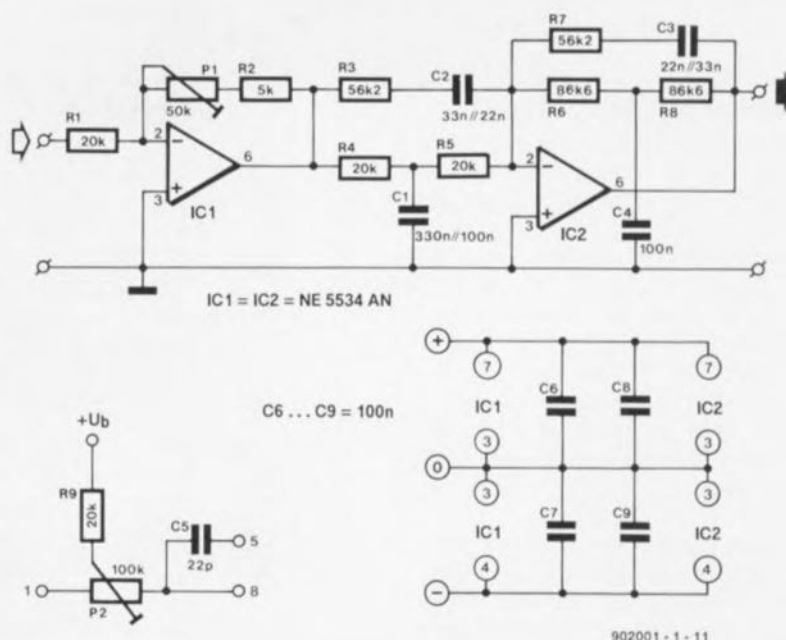 R7
56k2
C3
22n//33n
P1
50k
R2
5k
R3
56k2
C2
33n//22n
86k6
R6
86k6
R8
R1
20k
2
−
6
+
3
IC1
R4
20k
R5
20k
C1
330n//100n
2
−
6
+
3
IC2
C4
100n
IC1 = IC2 = NE 5534 AN
+
7
7
C6 ... C9 = 100n
IC1
C6
C8
IC2
3
3
0
3
3
IC1
C7
C9
IC2
4
4
−
+Ub
R9
20k
C5
22p
5
1
100k
8
P2
902001 - 1 - 11